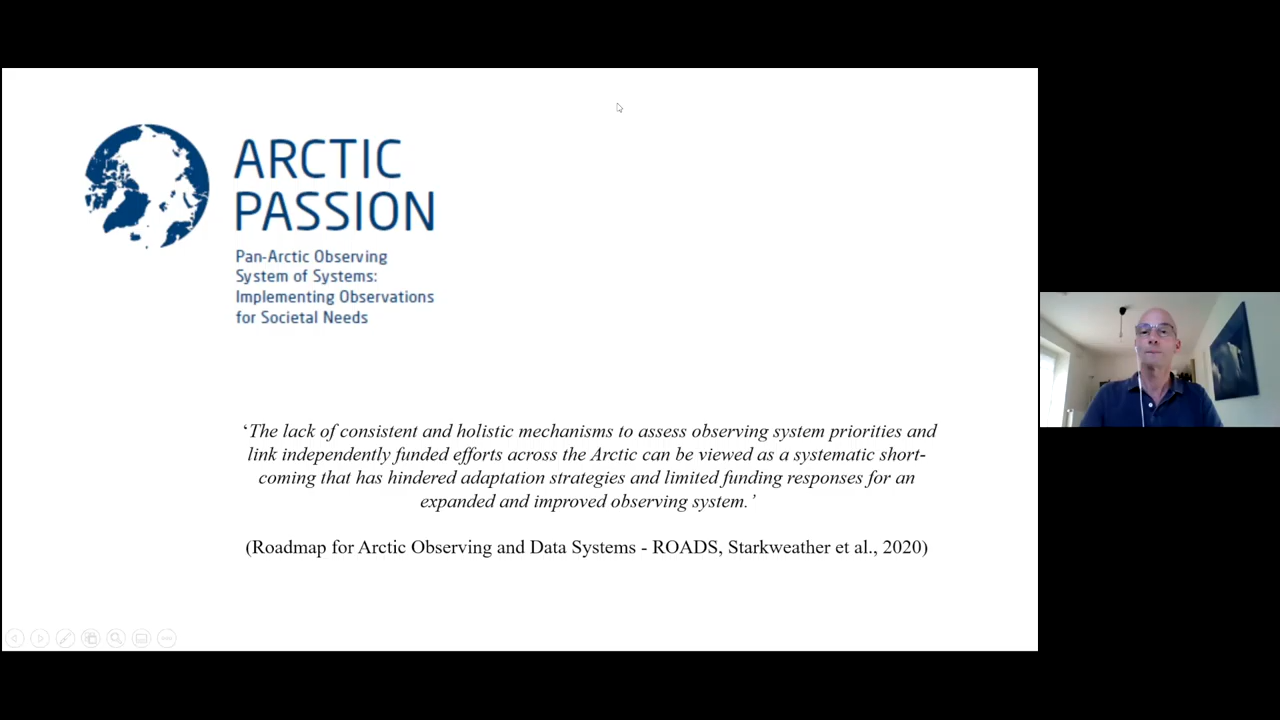 ARCTIC
PASSION
Pan-Arctic Observing
System of Systems:
Implementing Observations
for Societal Needs
‘The lack of consistent and holistic mechanisms to assess observing system priorities and
link independently funded efforts across the Arctic can be viewed as a systematic short-
coming that has hindered adaptation strategies and limited funding responses for an
expanded and improved observing system.’
(Roadmap for Arctic Observing and Data Systems - ROADS, Starkweather et al., 2020)